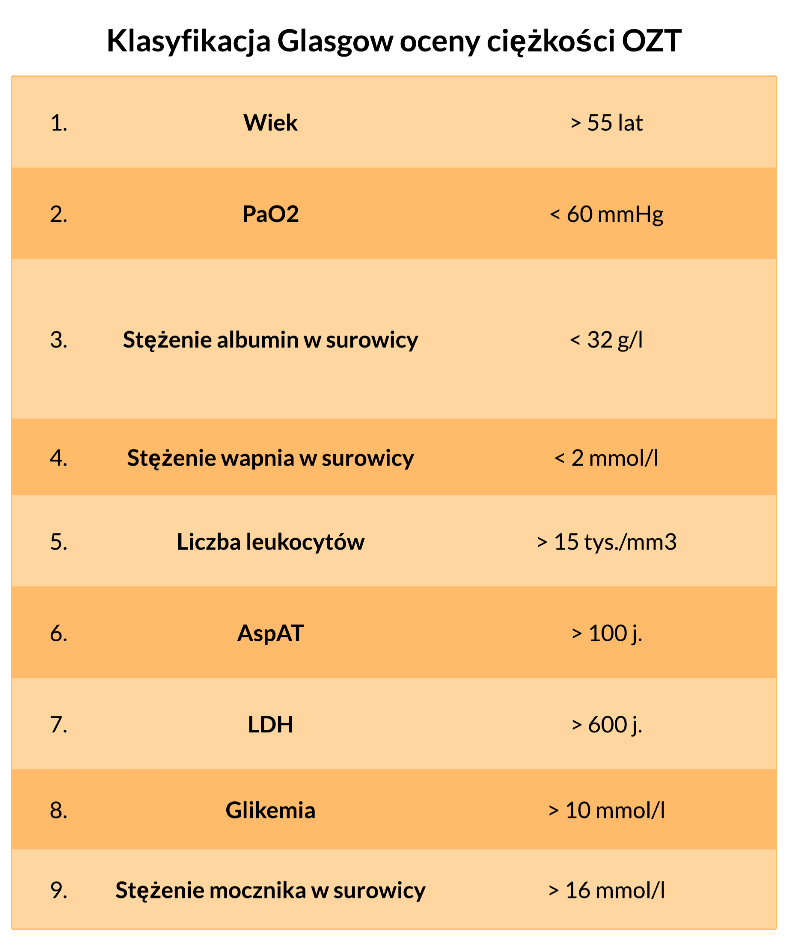 Klasyfikacja Glasgow oceny ciężkości OZT
1. Wiek > 55 lat
2. PaO2 < 60 mmHg
3. Stężenie albumin w surowicy < 32 g/l
4. Stężenie wapnia w surowicy < 2 mmol/l
5. Liczba leukocytów > 15 tys./mm3
6. AspAT > 100 j.
7. LDH > 600 j.
8. Glikemia > 10 mmol/l
9. Stężenie mocznika w surowicy > 16 mmol/l